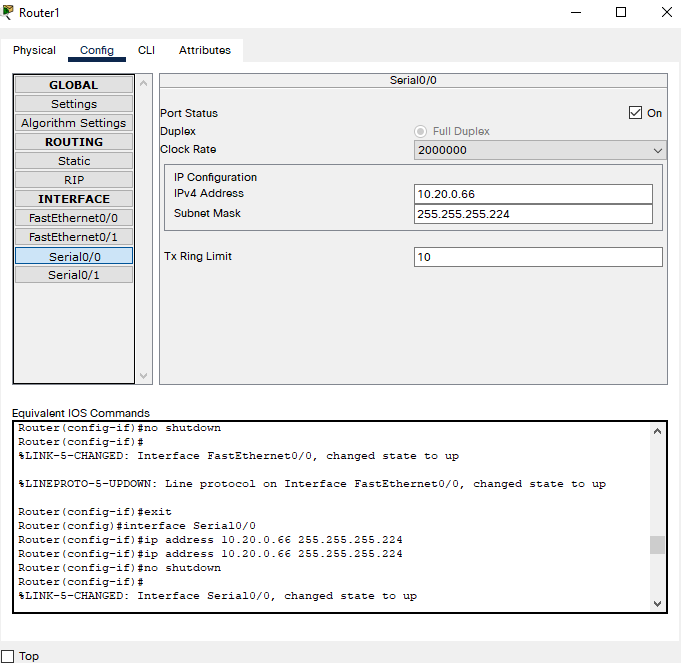 Router1
Physical Config CLI Attributes
GLOBAL
Settings
Algorithm Settings
ROUTING
Static
RIP
INTERFACE
FastEthernet0/0
FastEthernet0/1
Serial0/0
Serial0/1
Serial0/0
Port Status On
Duplex Full Duplex
Clock Rate 2000000
IP Configuration
IPv4 Address 10.20.0.66
Subnet Mask 255.255.255.224
Tx Ring Limit 10
Equivalent IOS Commands
Router(config-if)#no shutdown
Router(config-if)#
%LINK-5-CHANGED: Interface FastEthernet0/0, changed state to up
%LINEPROTO-5-UPDOWN: Line protocol on Interface FastEthernet0/0, changed state to up
Router(config-if)#exit
Router(config)#interface Serial0/0
Router(config-if)#ip address 10.20.0.66 255.255.255.224
Router(config-if)#ip address 10.20.0.66 255.255.255.224
Router(config-if)#no shutdown
Router(config-if)#
%LINK-5-CHANGED: Interface Serial0/0, changed state to up
Top